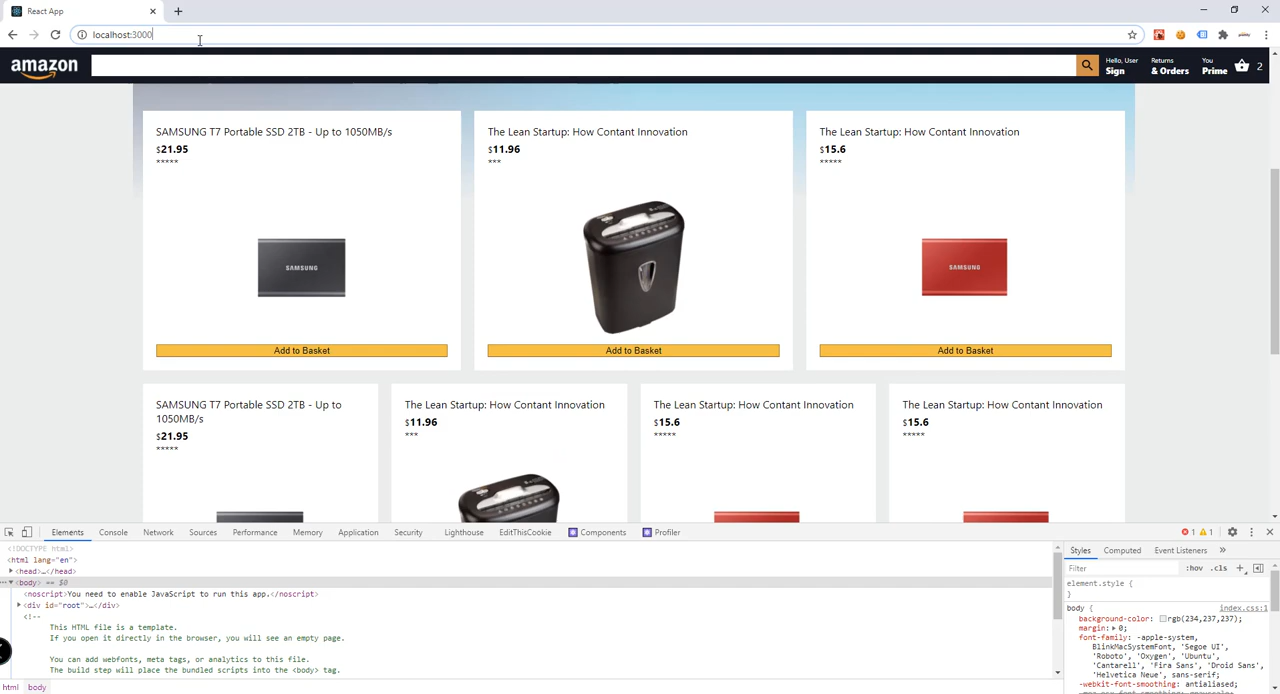 React App
localhost:3000
amazon
Hello, User
Sign
Returns
& Orders
You
Prime
2
SAMSUNG T7 Portable SSD 2TB - Up to 1050MB/s
$21.95
*****
SAMSUNG
Add to Basket
The Lean Startup: How Contant Innovation
$11.96
***
Add to Basket
The Lean Startup: How Contant Innovation
$15.6
*****
SAMSUNG
Add to Basket
SAMSUNG T7 Portable SSD 2TB - Up to
1050MB/s
$21.95
*****
The Lean Startup: How Contant Innovation
$11.96
***
The Lean Startup: How Contant Innovation
$15.6
*****
The Lean Startup: How Contant Innovation
$15.6
*****
Elements Console Network Sources Performance Memory Application Security Lighthouse EditThisCookie Components Profiler 1 1
<!DOCTYPE html>
<html lang="en">
<head>…</head>
<body> == $0
<noscript>You need to enable JavaScript to run this app.</noscript>
<div id="root">…</div>
<!--
This HTML file is a template.
If you open it directly in the browser, you will see an empty page.
You can add webfonts, meta tags, or analytics to this file.
The build step will place the bundled scripts into the <body> tag.
html body
Styles Computed Event Listeners »
Filter :hov .cls +
element.style {
}
body { index.css:1
background-color: rgb(234,237,237);
margin: 0;
font-family: -apple-system,
BlinkMacSystemFont, 'Segoe UI',
'Roboto', 'Oxygen', 'Ubuntu',
'Cantarell', 'Fira Sans', 'Droid Sans',
'Helvetica Neue', sans-serif;
-webkit-font-smoothing: antialiased;